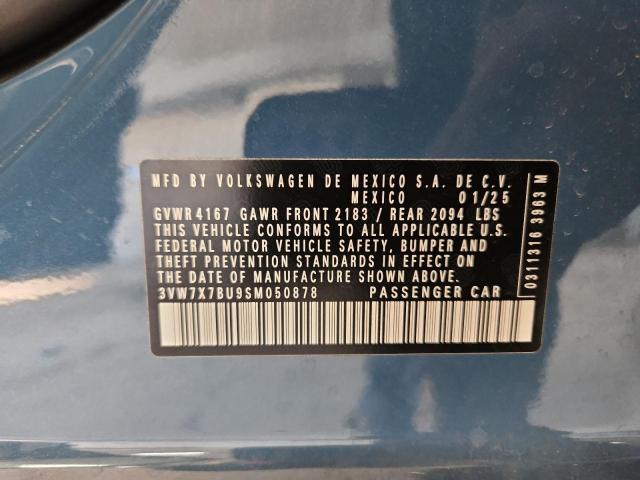 MFD BY VOLKSWAGEN DE MEXICO S.A. DE C.V.
MEXICO 01/25
GVWR 4167 GAWR FRONT 2183 / REAR 2094 LBS
THIS VEHICLE CONFORMS TO ALL APPLICABLE U.S.
FEDERAL MOTOR VEHICLE SAFETY, BUMPER AND
THEFT PREVENTION STANDARDS IN EFFECT ON
THE DATE OF MANUFACTURE SHOWN ABOVE.
3VW7X7BU9SM050878 PASSENGER CAR
0311316 3963 M